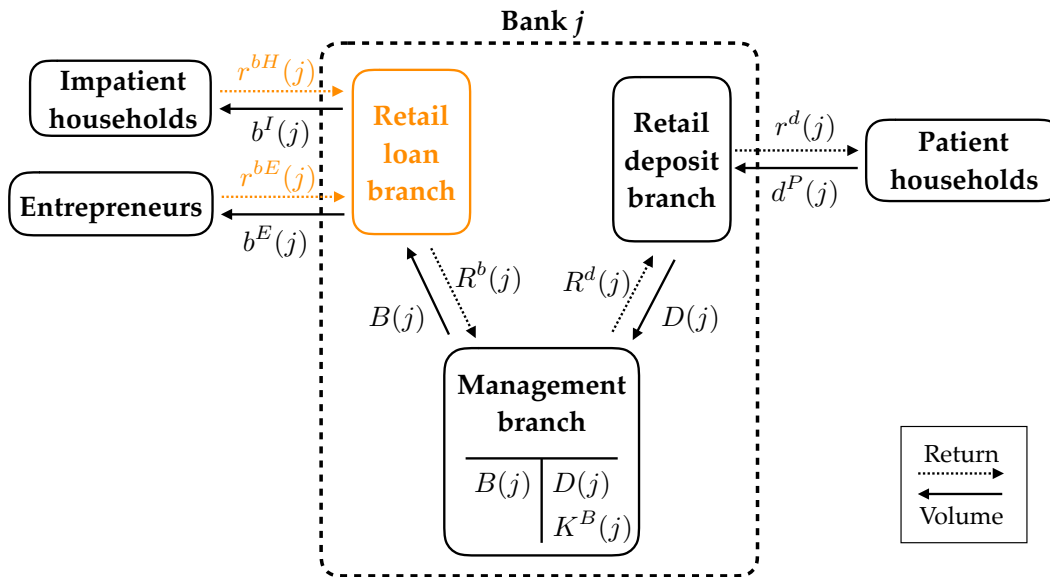 Bank j
Impatient
households
r^{bH}(j)
b^I(j)
Entrepreneurs
r^{bE}(j)
b^E(j)
Retail
loan
branch
Retail
deposit
branch
r^d(j)
d^P(j)
Patient
households
R^b(j)
B(j)
R^d(j)
D(j)
Management
branch
B(j) D(j)
K^B(j)
Return
Volume